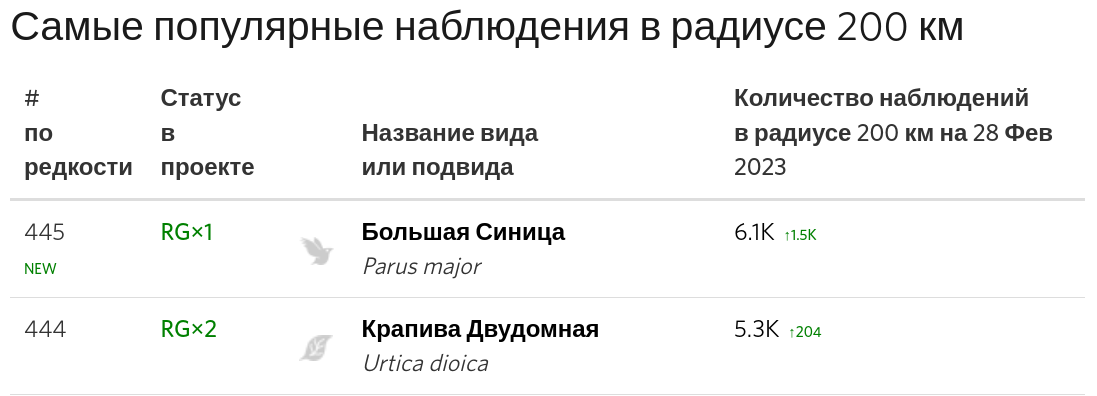 Самые популярные наблюдения в радиусе 200 км
#
по
редкости
Статус
в
проекте
Название вида
или подвида
Количество наблюдений
в радиусе 200 км на 28 Фев
2023
445
NEW
RG×1
Большая Синица
Parus major
6.1K ↑1.5K
444
RG×2
Крапива Двудомная
Urtica dioica
5.3K ↑204